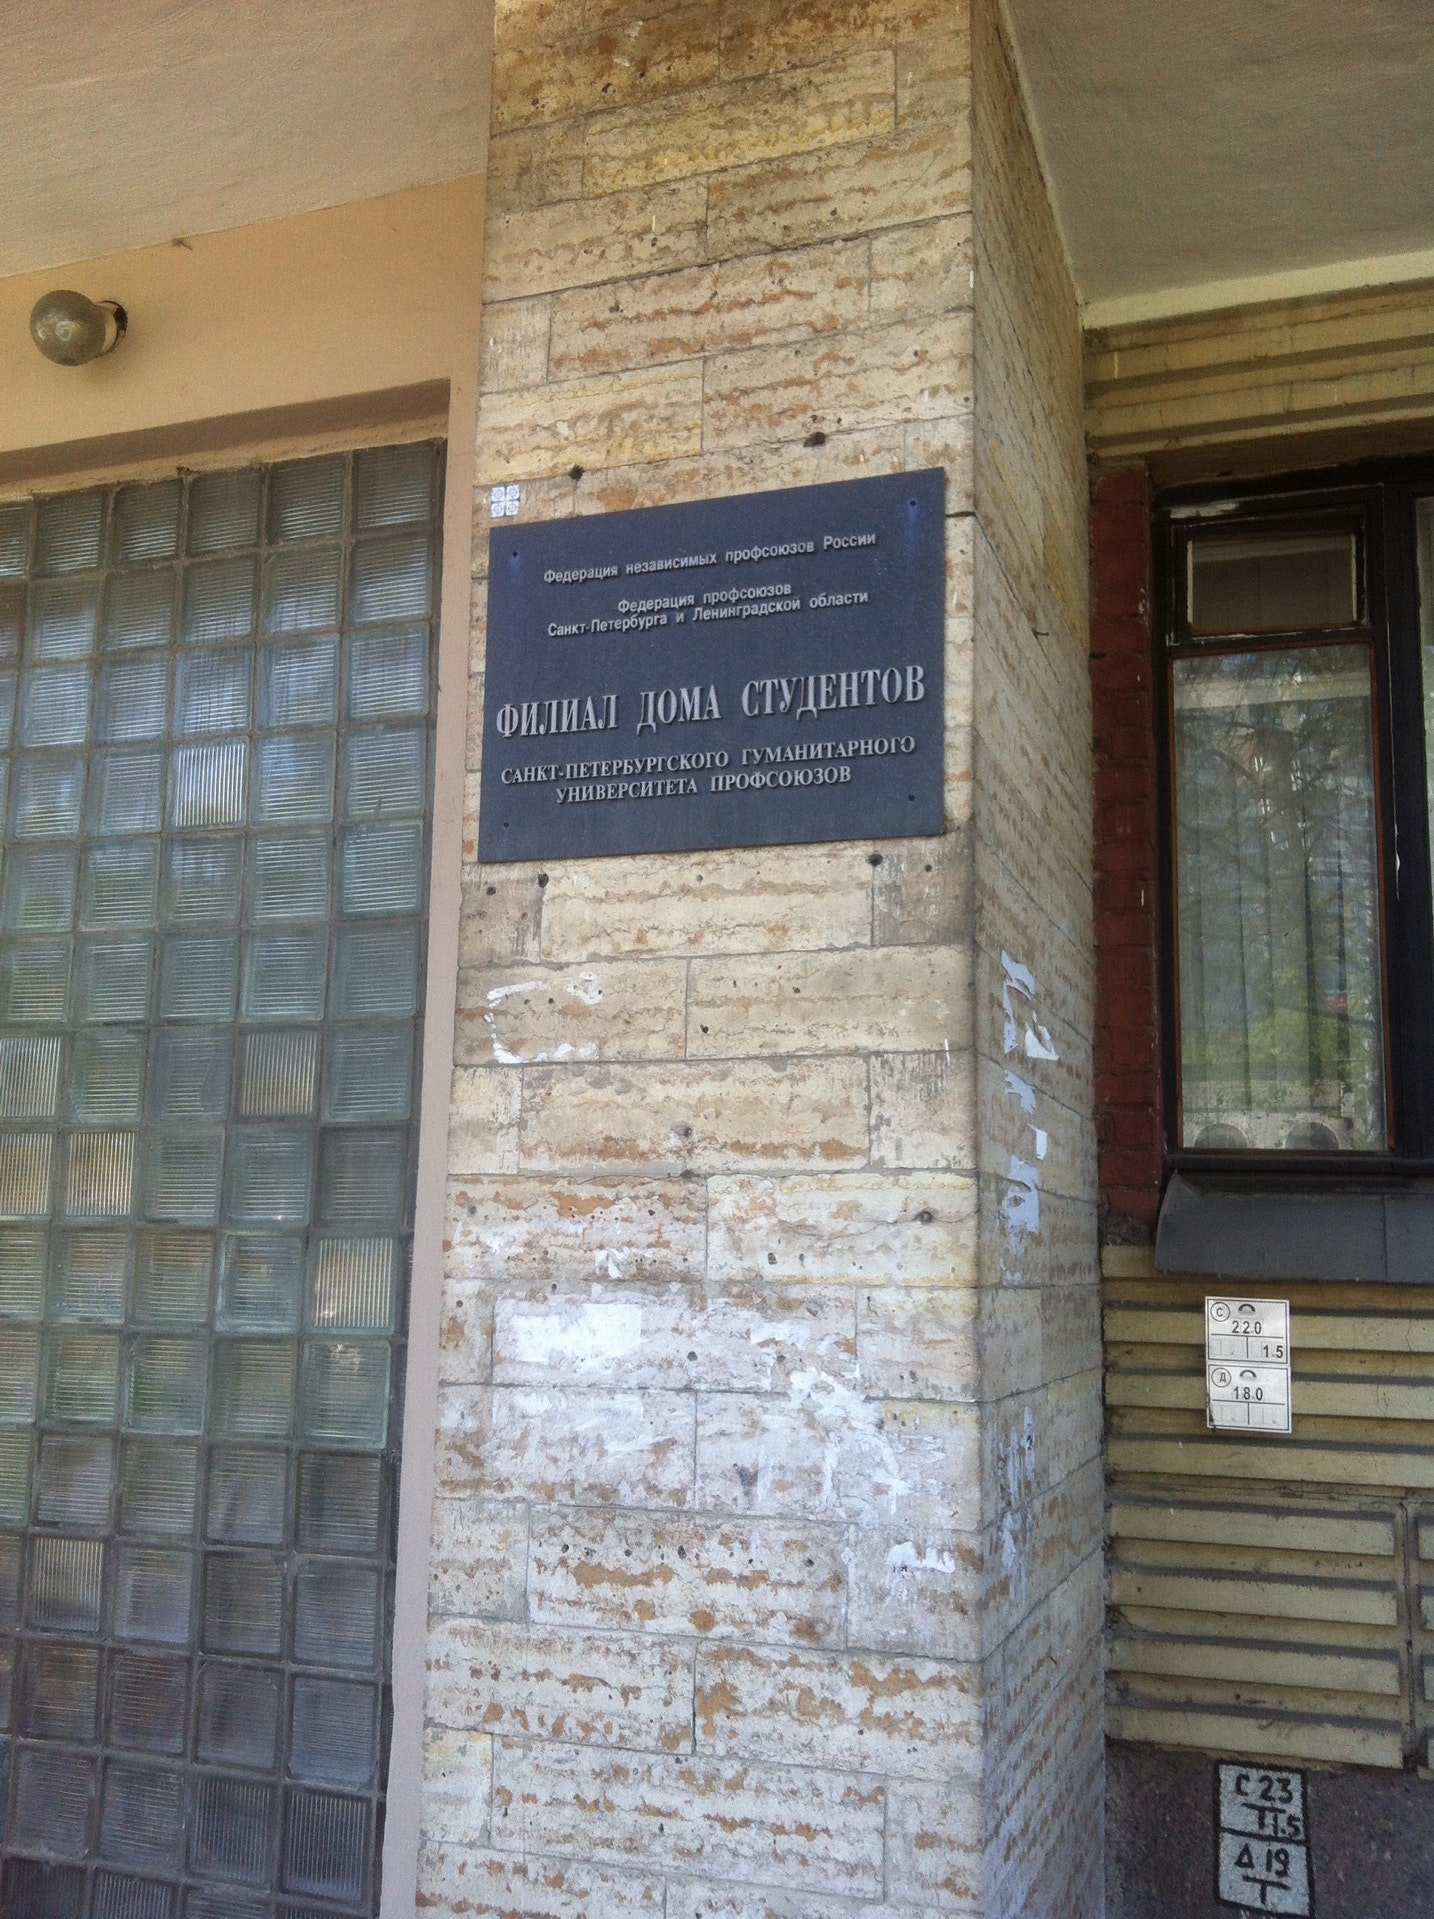 Федерация независимых профсоюзов России
Федерация профсоюзов
Санкт-Петербурга и Ленинградской области
ФИЛИАЛ ДОМА СТУДЕНТОВ
САНКТ-ПЕТЕРБУРГСКОГО ГУМАНИТАРНОГО
УНИВЕРСИТЕТА ПРОФСОЮЗОВ
С
22.0
1.5
Д
18.0
С 23
Т1.5
Д 19
Т